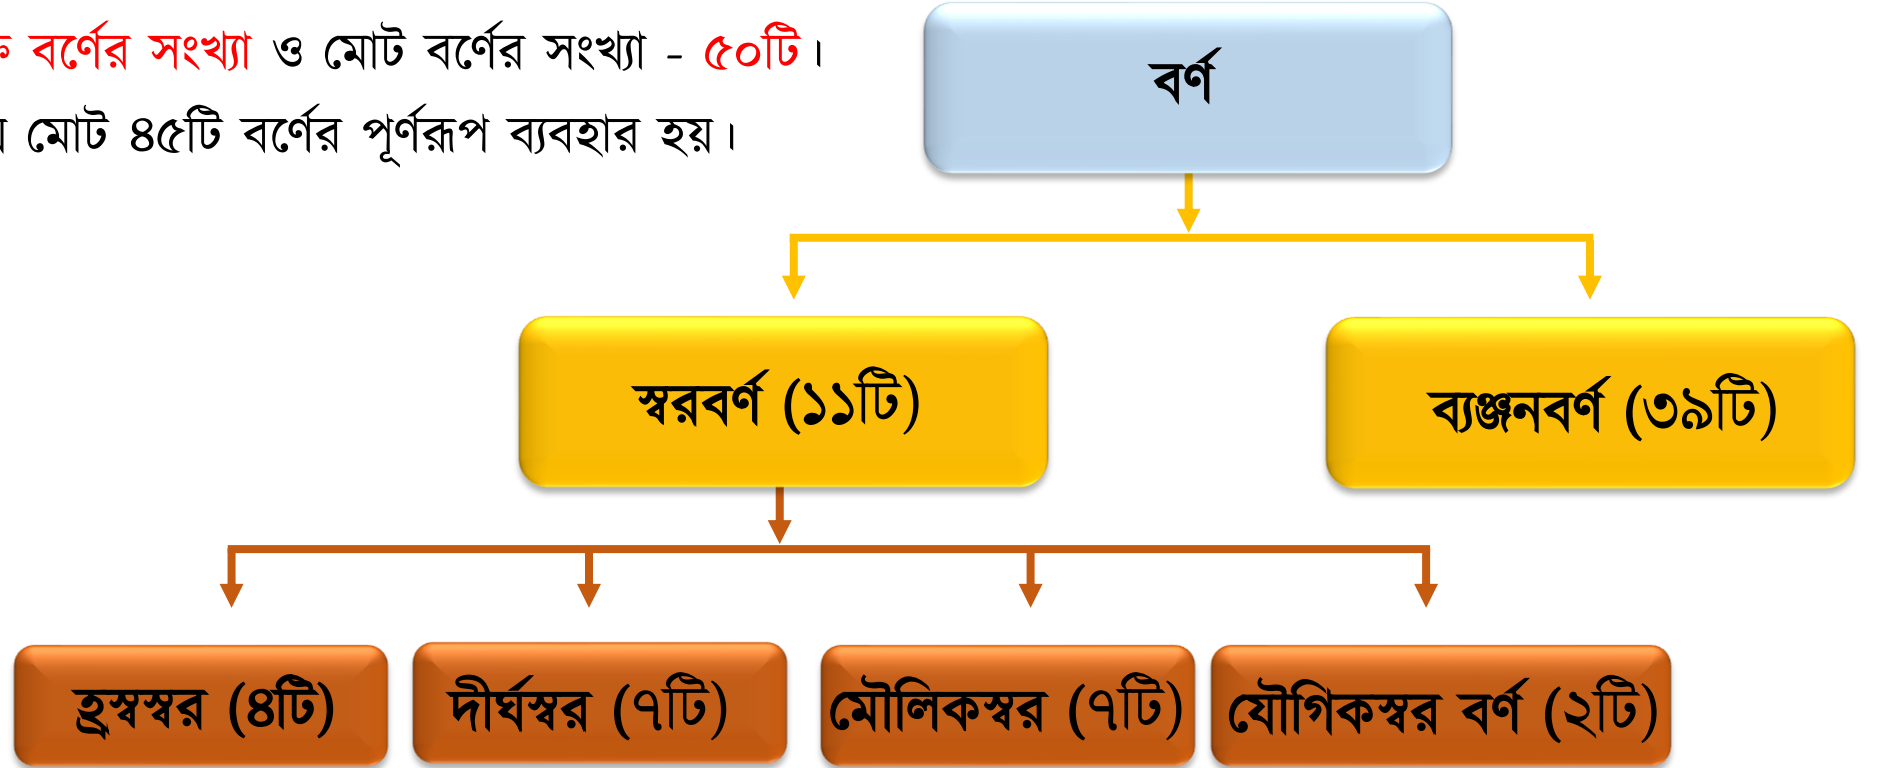 বর্ণের সংখ্যা ও মোট বর্ণের সংখ্যা - ৫০টি।
মোট ৪৫টি বর্ণের পূর্ণরূপ ব্যবহার হয়।
বর্ণ
স্বরবর্ণ (১১টি)
ব্যঞ্জনবর্ণ (৩৯টি)
হ্রস্বস্বর (৪টি)
দীর্ঘস্বর (৭টি)
মৌলিকস্বর (৭টি)
যৌগিকস্বর বর্ণ (২টি)